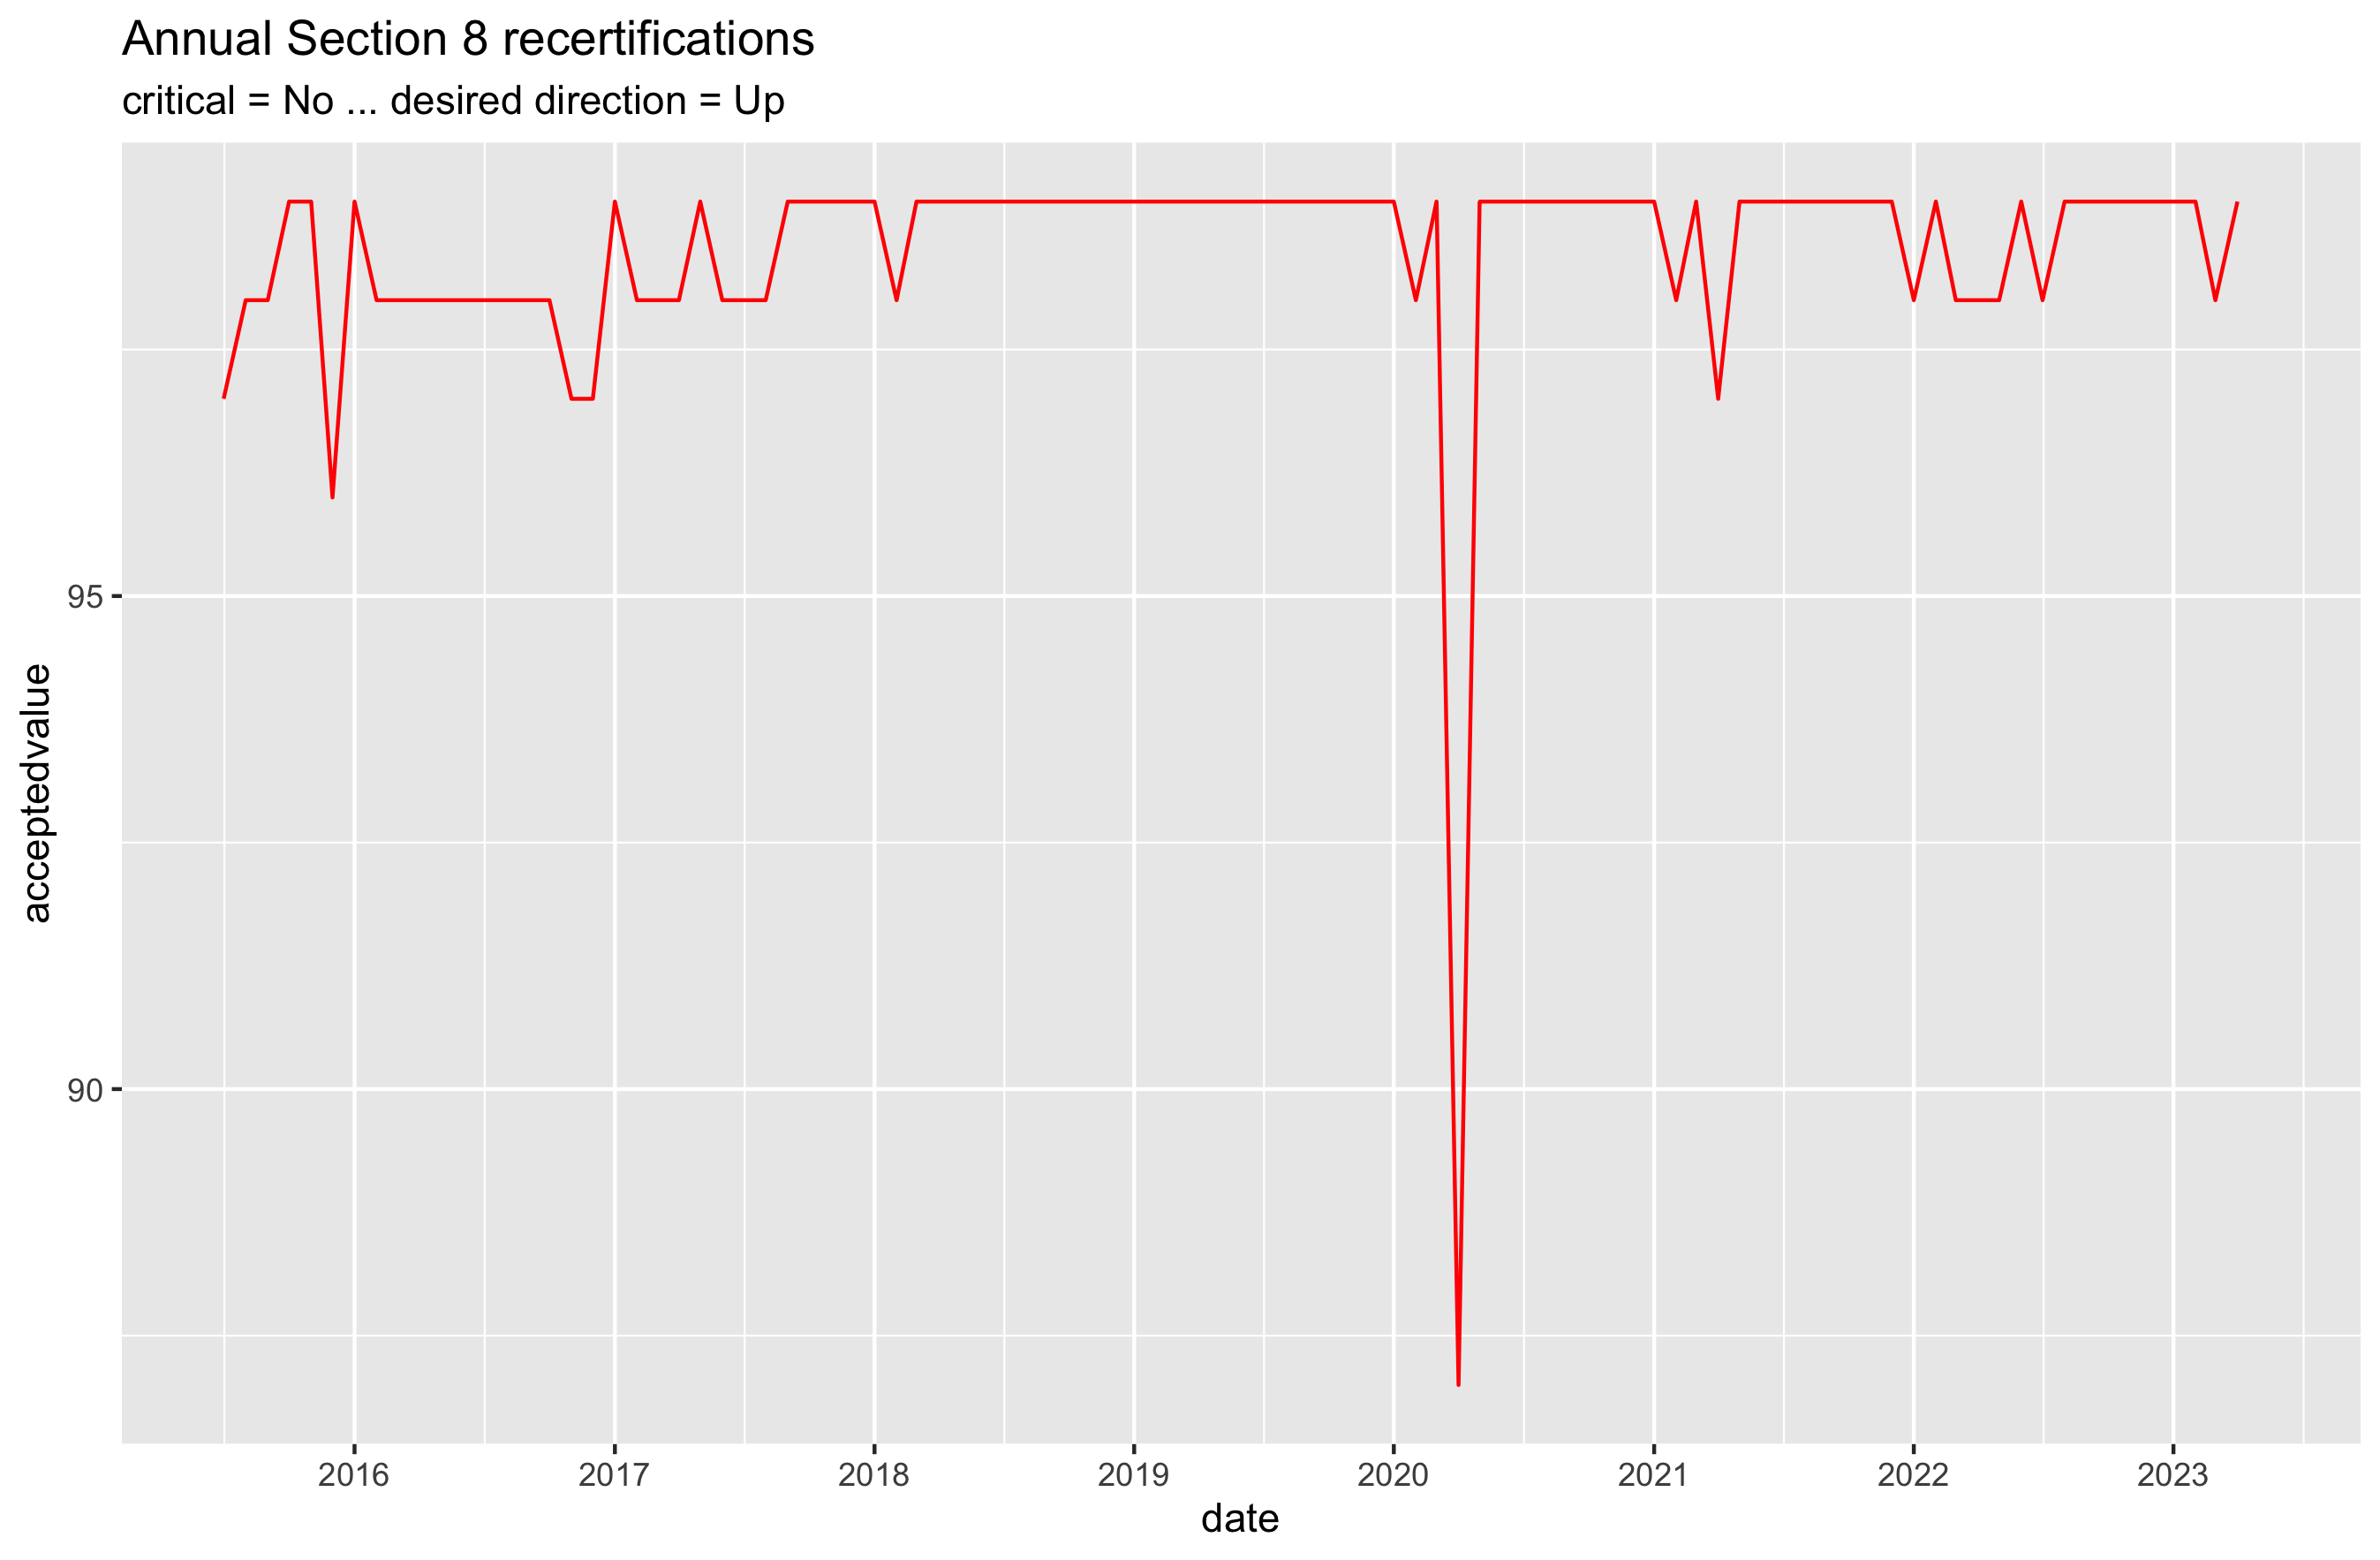 Annual Section 8 recertifications
critical = No ... desired direction = Up
acceptedvalue
95
90
2016 2017 2018 2019 2020 2021 2022 2023
date